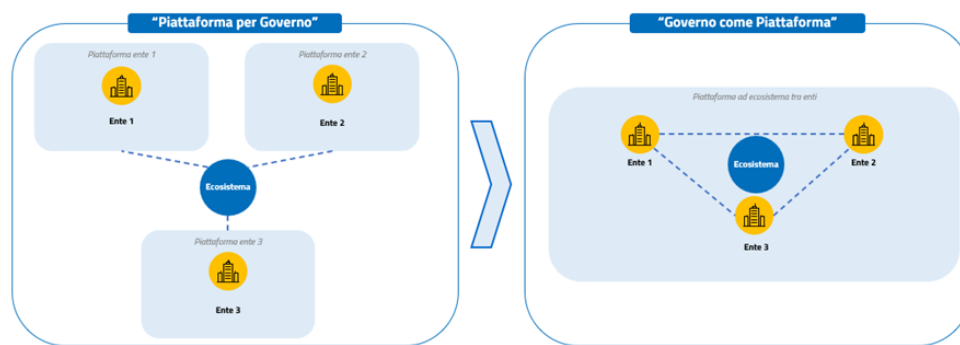 “Piattaforma per Governo”
Piattaforma ente 1
Piattaforma ente 2
Ente 1
Ente 2
Ecosistema
Piattaforma ente 3
Ente 3
“Governo come Piattaforma”
Piattaforma ad ecosistema tra enti
Ente 1
Ecosistema
Ente 2
Ente 3